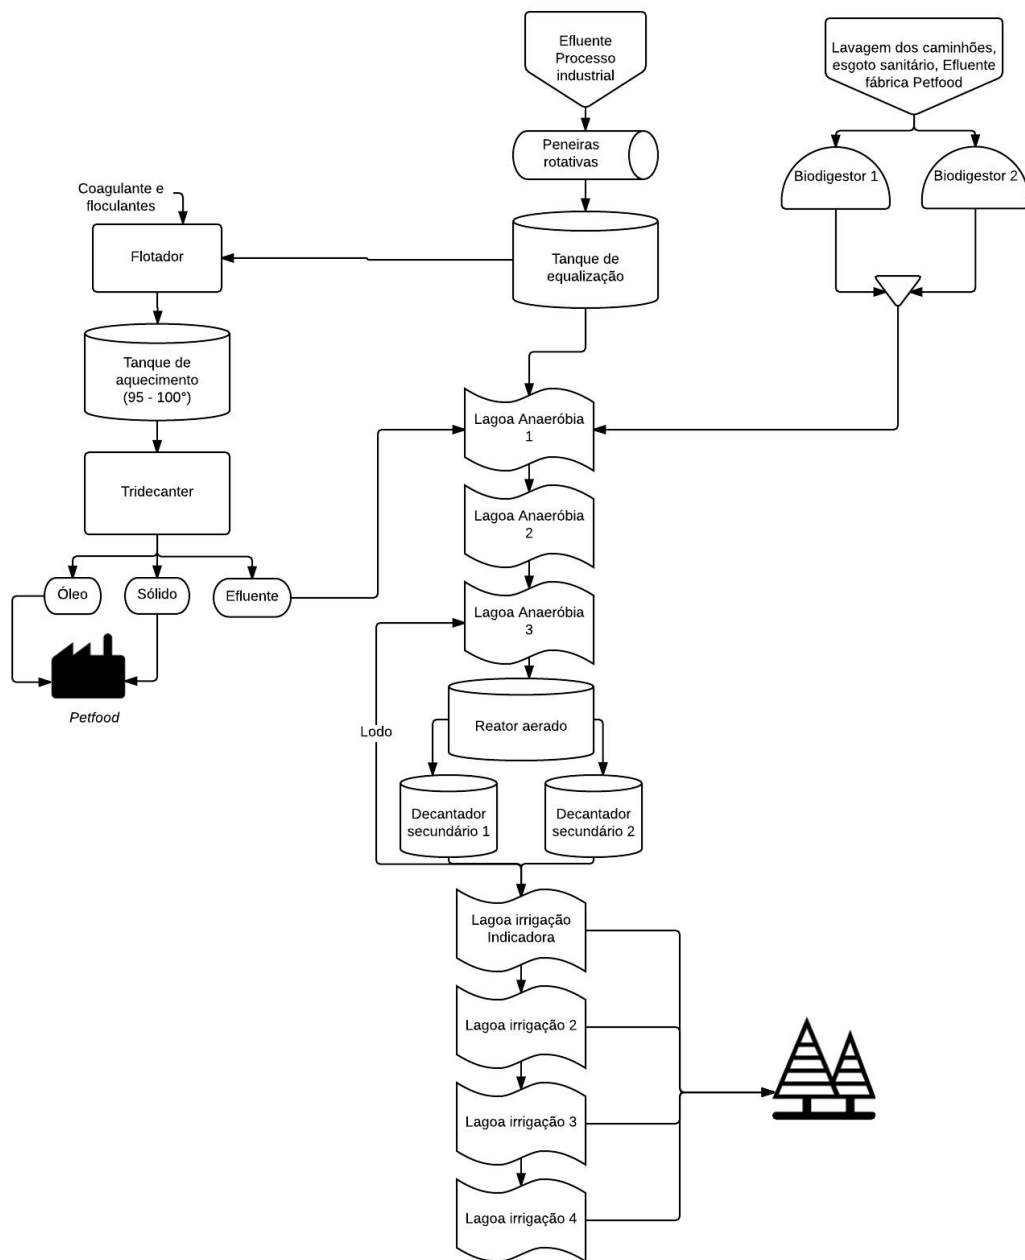 Efluente
Processo
industrial
Lavagem dos caminhões,
esgoto sanitário, Efluente
fábrica Petfood
Peneiras
rotativas
Biodigestor 1
Biodigestor 2
Coagulante e
floculantes
Flotador
Tanque de
equalização
Tanque de
aquecimento
(95 - 100°)
Lagoa Anaeróbia
1
Tridecanter
Lagoa Anaeróbia
2
Óleo
Sólido
Efluente
Lagoa Anaeróbia
3
Petfood
Lodo
Reator aerado
Decantador
secundário 1
Decantador
secundário 2
Lagoa irrigação
Indicadora
Lagoa irrigação 2
Lagoa irrigação 3
Lagoa irrigação 4